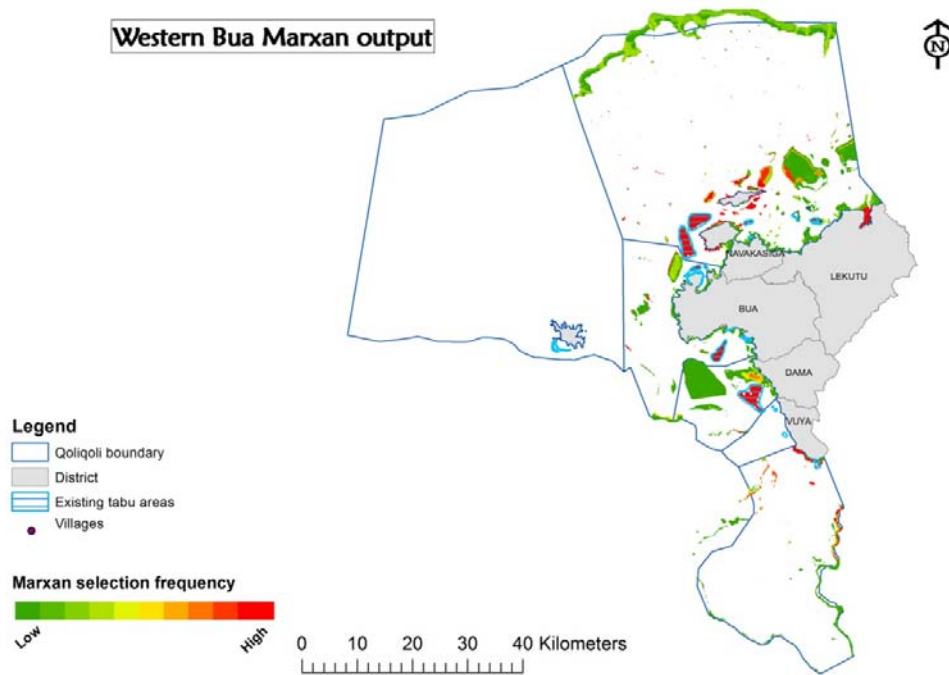 Western Bua Marxan output
N
NAVAKASIGA
LEKUTU
BUA
DAMA
VUYA
Legend
Qoliqoli boundary
District
Existing tabu areas
Villages
Marxan selection frequency
Low
High
0 10 20 30 40 Kilometers